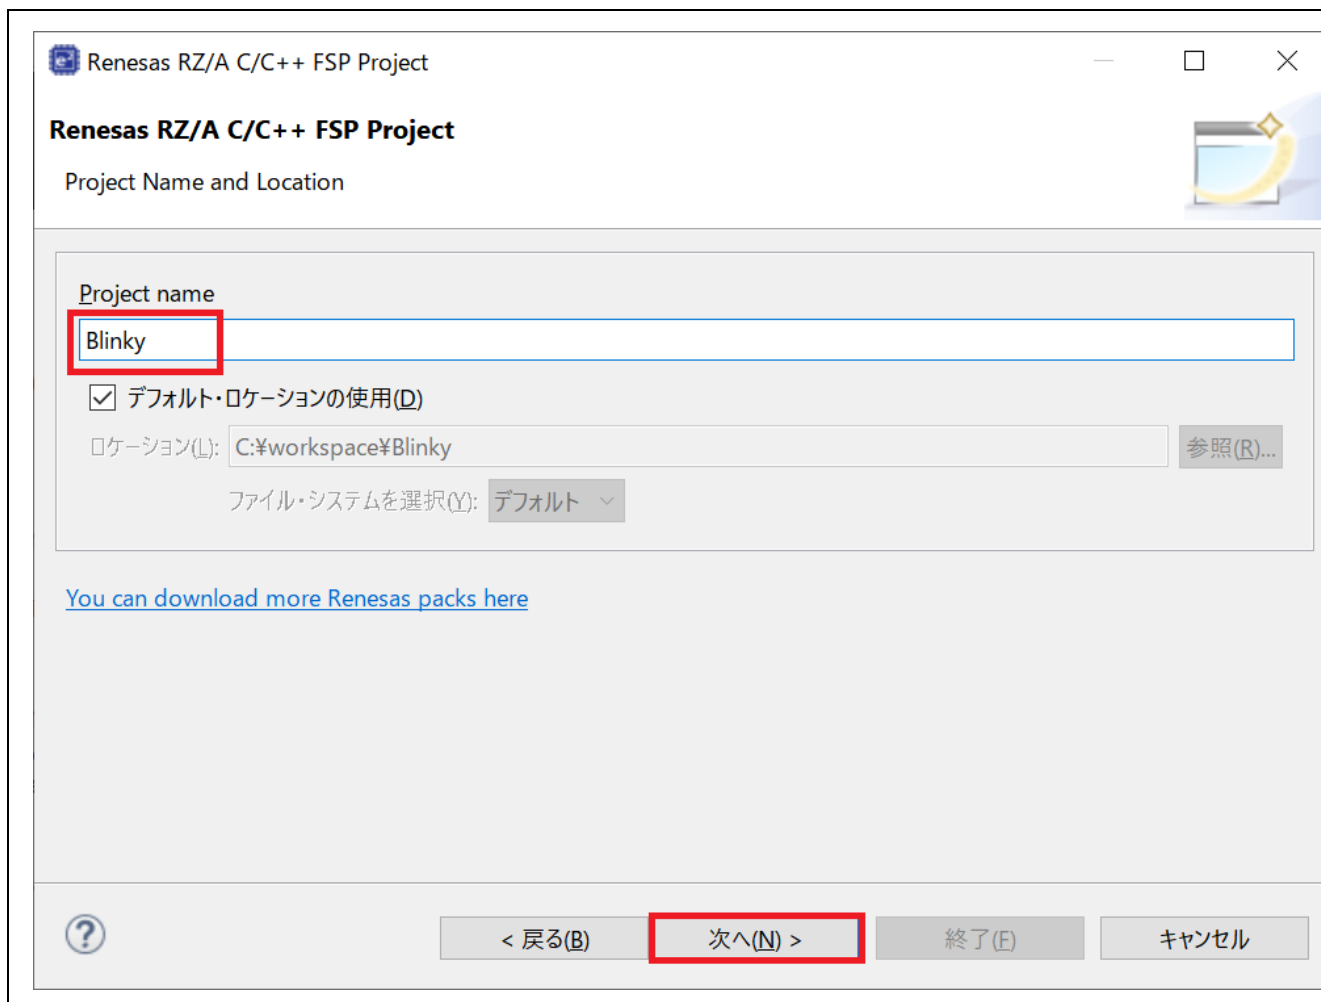 Renesas RZ/A C/C++ FSP Project
Renesas RZ/A C/C++ FSP Project
Project Name and Location
Project name
Blinky
デフォルト・ロケーションの使用(D)
ロケーション(L): C:¥workspace¥Blinky 参照(R)...
ファイル・システムを選択(Y): デフォルト
You can download more Renesas packs here
? < 戻る(B) 次へ(N) > 終了(F) キャンセル